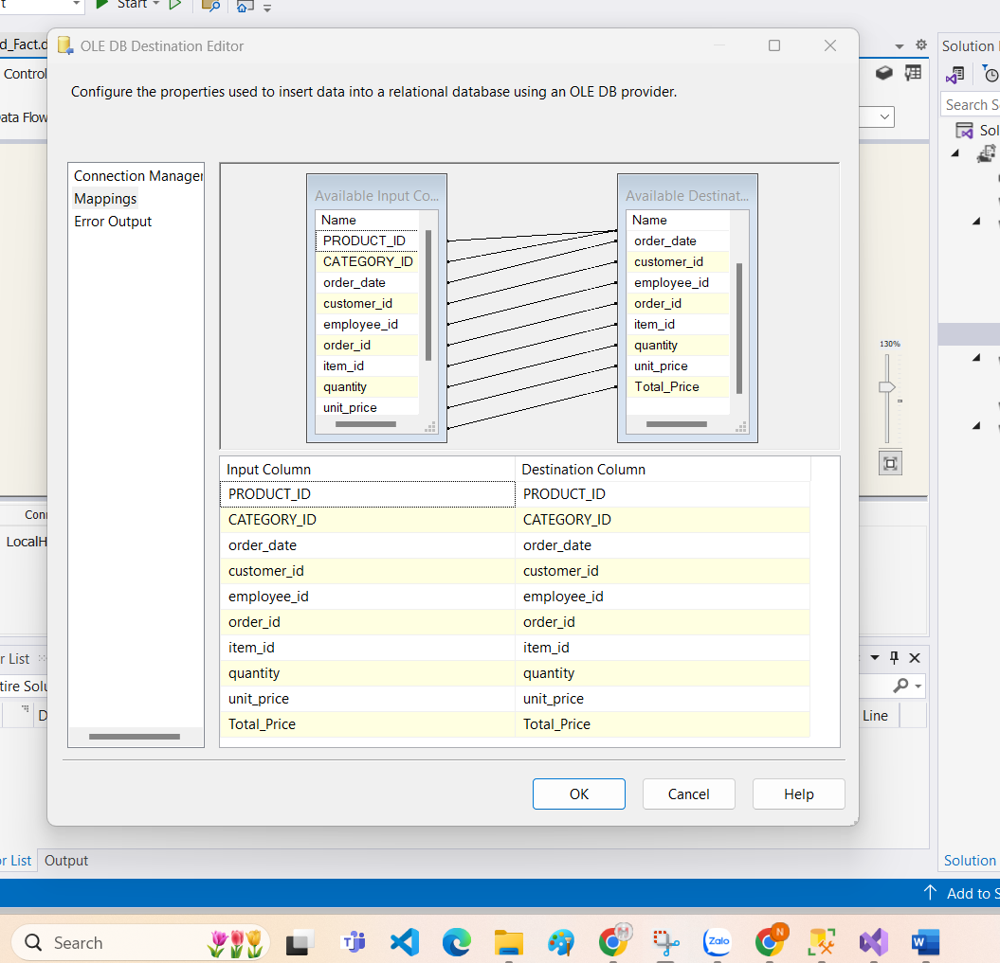 Start
d_Fact.d
OLE DB Destination Editor
Solution
Control
Configure the properties used to insert data into a relational database using an OLE DB provider.
Search S
ata Flow
Sol
Connection Manager
Mappings
Error Output
Available Input Co...
Name
PRODUCT_ID
CATEGORY_ID
order_date
customer_id
employee_id
order_id
item_id
quantity
unit_price
Available Destinat...
Name
order_date
customer_id
employee_id
order_id
item_id
quantity
unit_price
Total_Price
130%
Input Column Destination Column
PRODUCT_ID PRODUCT_ID
CATEGORY_ID CATEGORY_ID
order_date order_date
customer_id customer_id
employee_id employee_id
order_id order_id
item_id item_id
quantity quantity
unit_price unit_price
Total_Price Total_Price
Conn
LocalH
r List
tire Solu
D
Line
OK Cancel Help
or List Output
Solution
Add to S
Search
Zalo
N